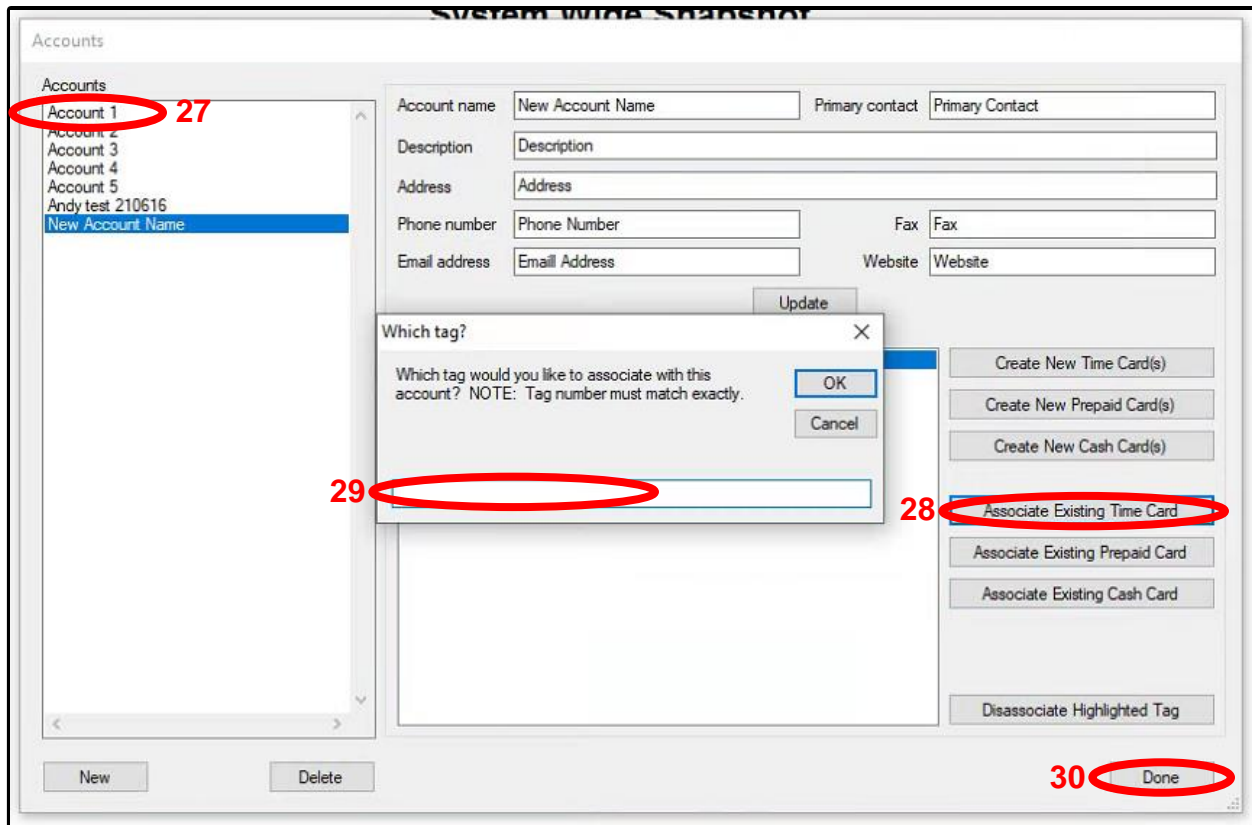 System Wide Snapshot
Accounts
Accounts
Account 1
27
Account 2
Account 3
Account 4
Account 5
Andy test 210616
New Account Name
Account name New Account Name Primary contact Primary Contact
Description Description
Address Address
Phone number Phone Number Fax Fax
Email address Emaill Address Website Website
Update
Which tag?
Which tag would you like to associate with this
account? NOTE: Tag number must match exactly.
OK
Cancel
29
Create New Time Card(s)
Create New Prepaid Card(s)
Create New Cash Card(s)
28 Associate Existing Time Card
Associate Existing Prepaid Card
Associate Existing Cash Card
Disassociate Highlighted Tag
New Delete 30 Done